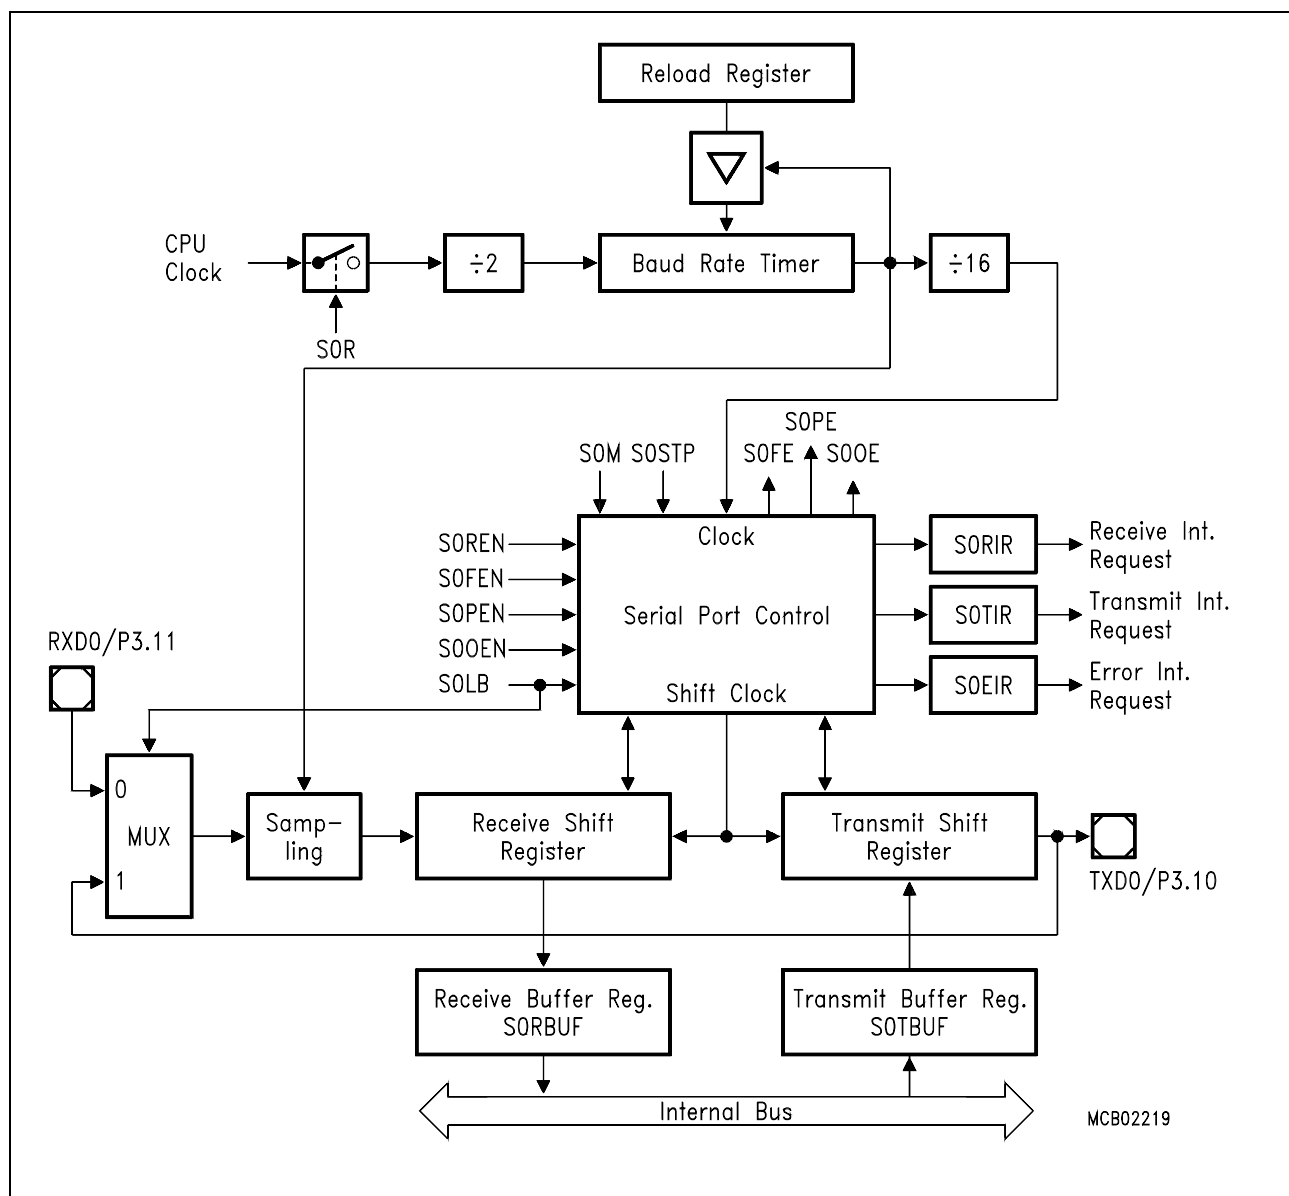 Reload Register
CPU
Clock
÷2
Baud Rate Timer
÷16
S0R
S0PE
S0M S0STP
S0FE
S0OE
Clock
S0REN
S0FEN
S0PEN
S0OEN
S0LB
Serial Port Control
Shift Clock
S0RIR
Receive Int.
Request
S0TIR
Transmit Int.
Request
S0EIR
Error Int.
Request
RXD0/P3.11
0
MUX
1
Samp-
ling
Receive Shift
Register
Transmit Shift
Register
TXD0/P3.10
Receive Buffer Reg.
S0RBUF
Transmit Buffer Reg.
S0TBUF
Internal Bus
MCB02219